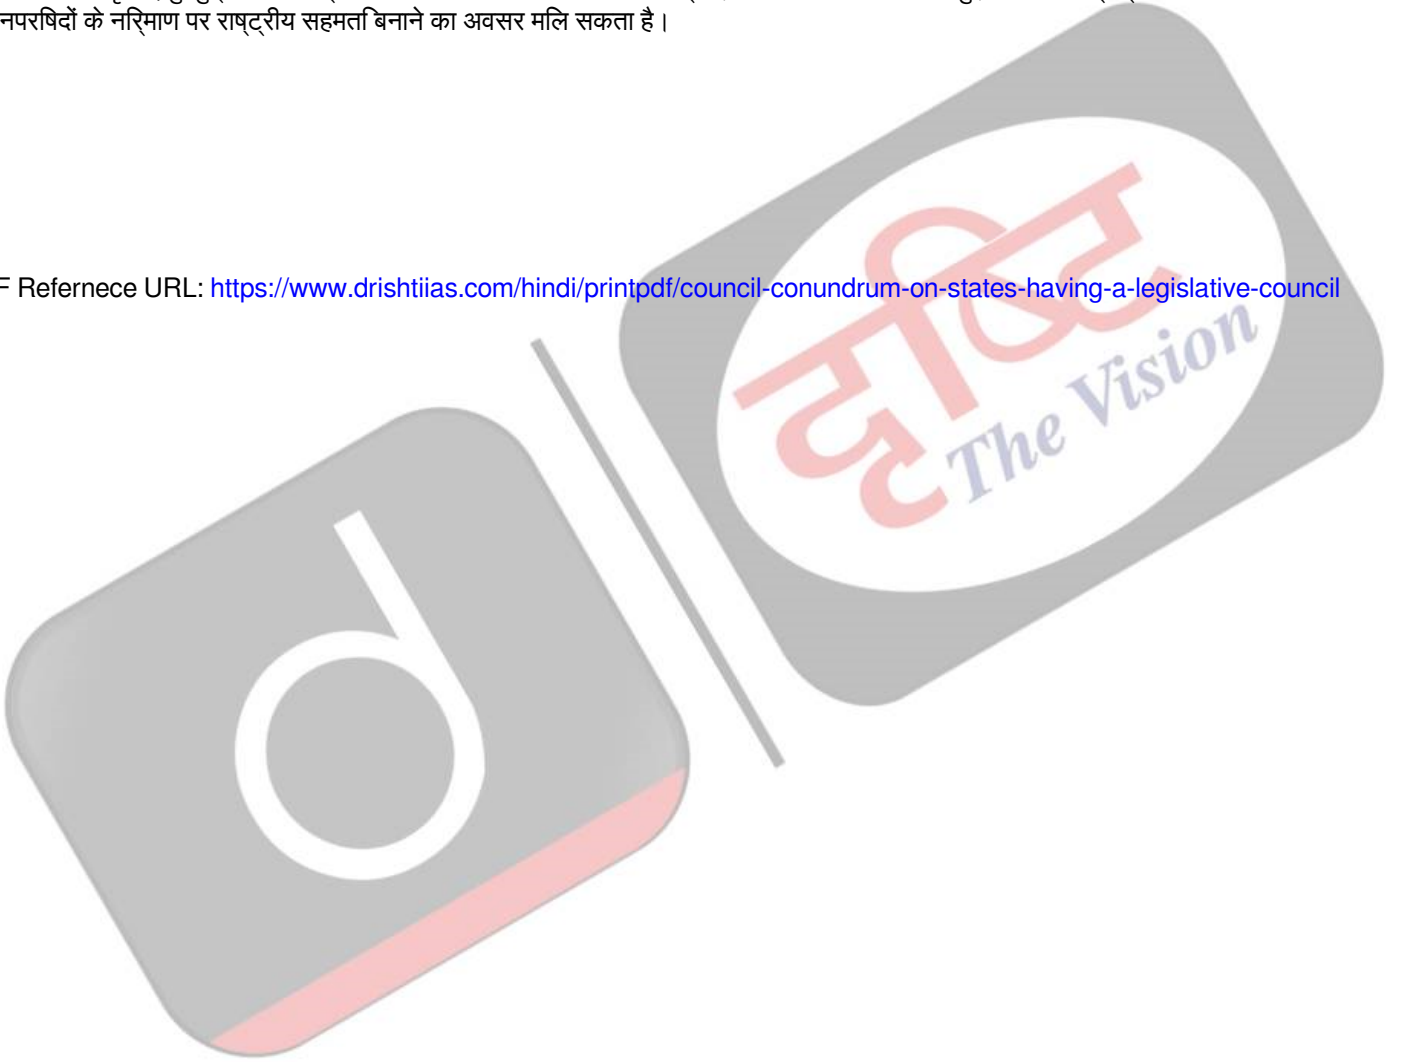 नपरिषदों के निर्माण पर राष्ट्रीय सहमति बनाने का अवसर मिल सकता है।
F Refernece URL: https://www.drishtiias.com/hindi/printpdf/council-conundrum-on-states-having-a-legislative-council
दृष्टि
The Vision
d